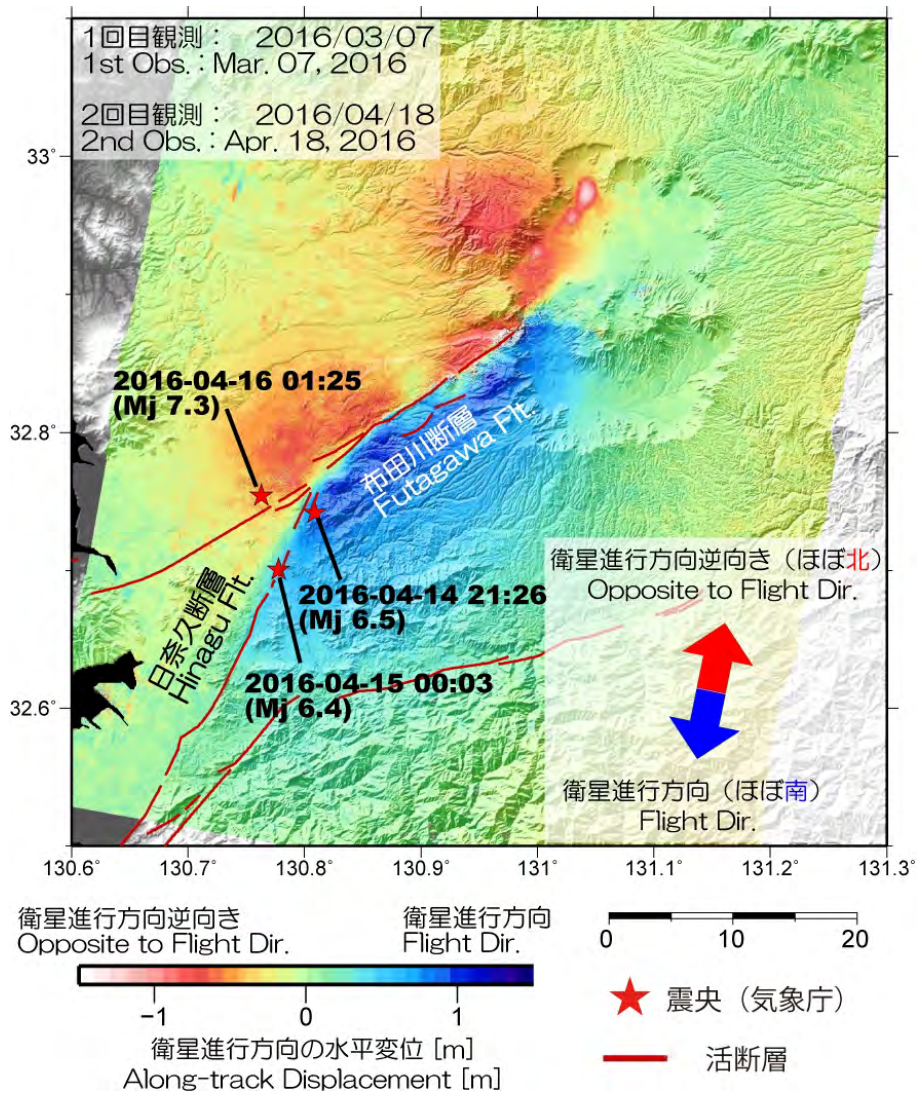 1回目観測： 2016/03/07
1st Obs. : Mar. 07, 2016
2回目観測： 2016/04/18
2nd Obs. : Apr. 18, 2016
33°
32.8°
32.6°
2016-04-16 01:25
(Mj 7.3)
布田川断層
Futagawa Flt.
2016-04-14 21:26
(Mj 6.5)
日奈久断層
Hinagu Flt.
2016-04-15 00:03
(Mj 6.4)
衛星進行方向逆向き（ほぼ北）
Opposite to Flight Dir.
衛星進行方向（ほぼ南）
Flight Dir.
130.6° 130.7° 130.8° 130.9° 131° 131.1° 131.2° 131.3°
衛星進行方向逆向き
Opposite to Flight Dir.
衛星進行方向
Flight Dir.
−1 0 1
衛星進行方向の水平変位 [m]
Along-track Displacement [m]
0 10 20
震央（気象庁）
活断層